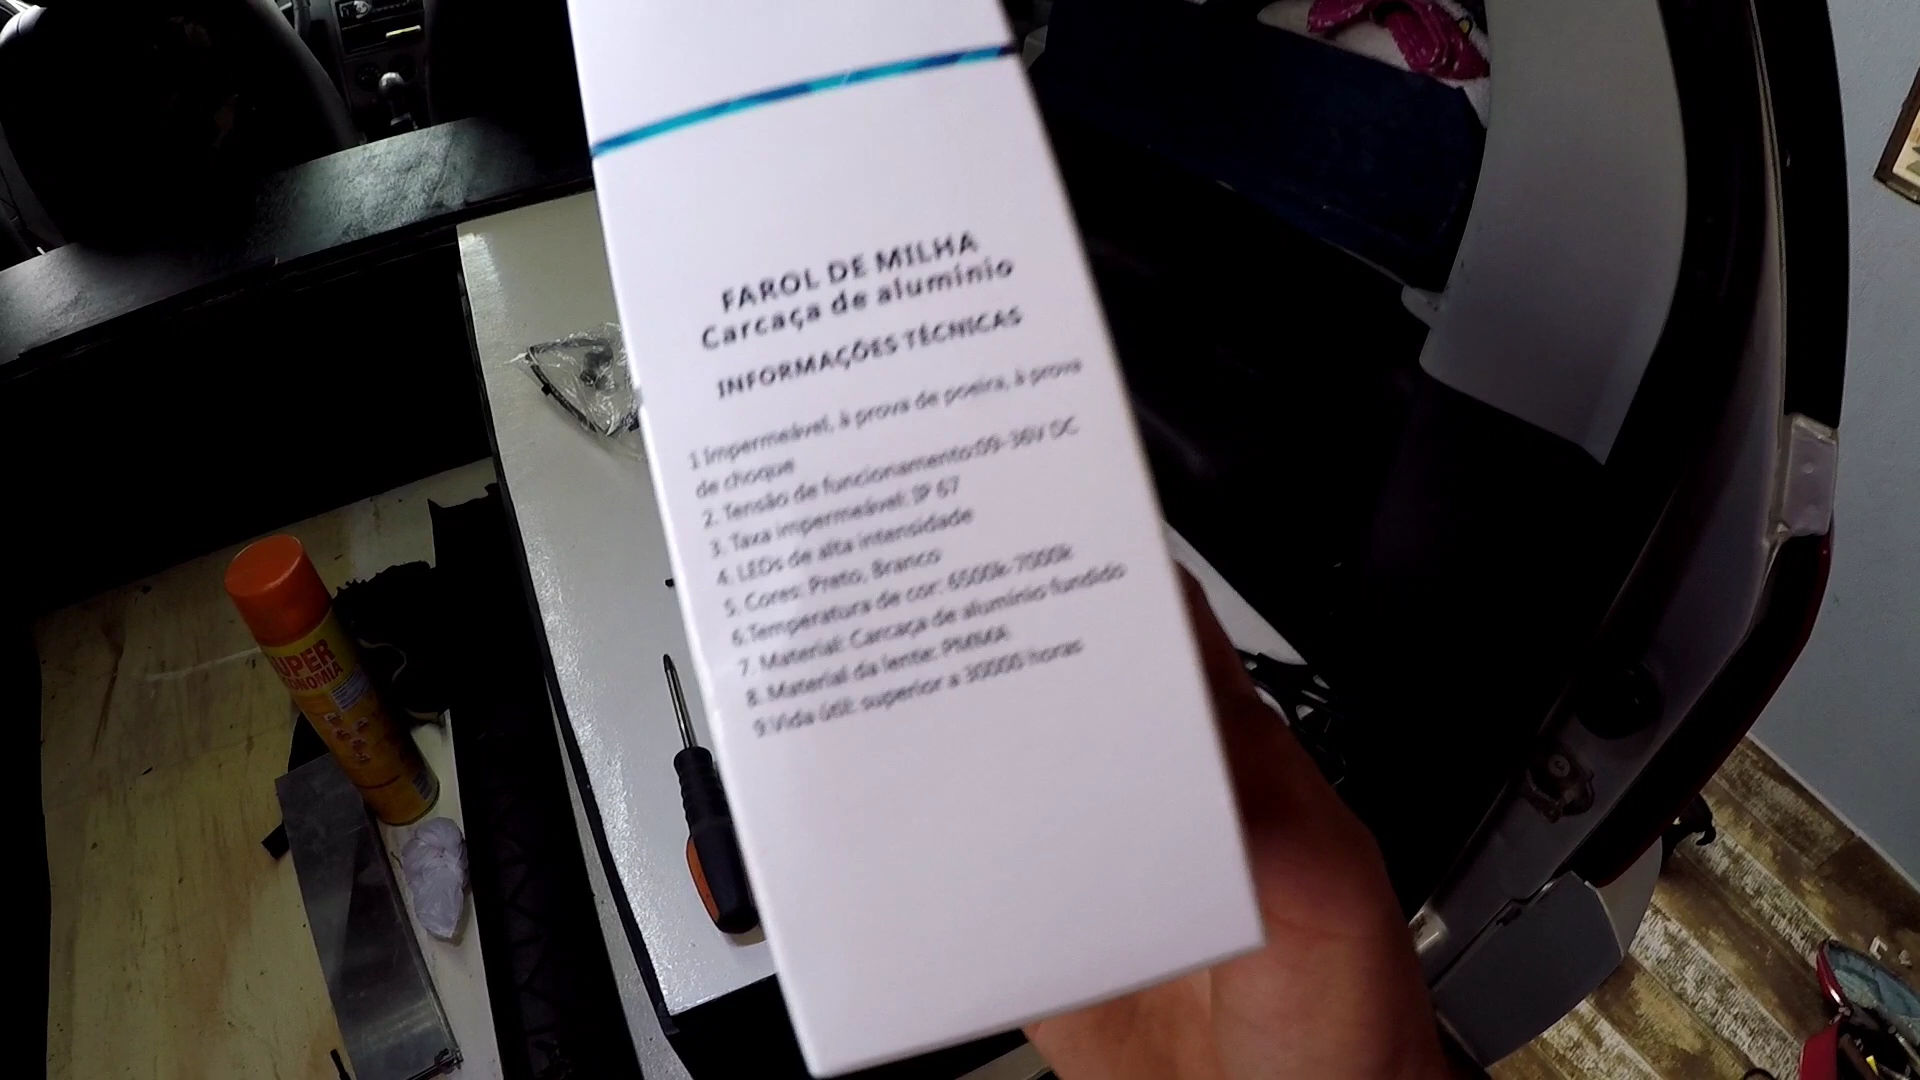 FAROL DE MILHA
Carcaça de alumínio
INFORMAÇÕES TÉCNICAS
1 Impermeável, à prova de poeira, à prova
de choque
2. Tensão de funcionamento:09-36V DC
3. Taxa impermeável: IP 67
4. LEDs de alta intensidade
5. Cores: Preto, Branco
6.Temperatura de cor: 6500k-7000k
7. Material: Carcaça de alumínio fundido
8. Material da lente: PMMA
9.Vida útil: superior a 30000 horas
SUPER